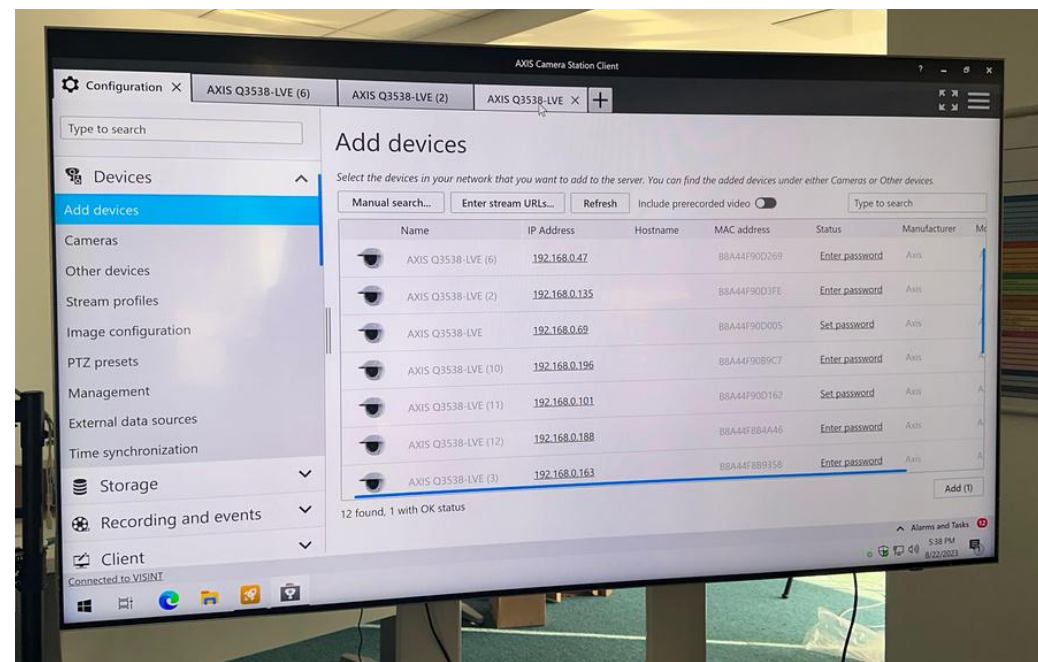 AXIS Camera Station Client
Configuration
AXIS Q3538-LVE (6)
AXIS Q3538-LVE (2)
AXIS Q3538-LVE
Type to search
Devices
Add devices
Cameras
Other devices
Stream profiles
Image configuration
PTZ presets
Management
External data sources
Time synchronization
Storage
Recording and events
Client
Connected to VISINT
Add devices
Select the devices in your network that you want to add to the server. You can find the added devices under either Cameras or Other devices.
Manual search... Enter stream URLs... Refresh Include prerecorded video Type to search
Name IP Address Hostname MAC address Status Manufacturer
AXIS Q3538-LVE (6) 192.168.0.47 B8A44F90D269 Enter password Axis
AXIS Q3538-LVE (2) 192.168.0.135 B8A44F90D3FE Enter password Axis
AXIS Q3538-LVE 192.168.0.69 B8A44F90D005 Set password Axis
AXIS Q3538-LVE (10) 192.168.0.196 B8A44F90B9C7 Enter password Axis
AXIS Q3538-LVE (11) 192.168.0.101 B8A44F90D162 Set password Axis
AXIS Q3538-LVE (12) 192.168.0.188 B8A44F8B4A46 Enter password Axis
AXIS Q3538-LVE (3) 192.168.0.163 B8A44F8B9358 Enter password Axis
Add (1)
12 found, 1 with OK status
Alarms and Tasks 12
5:38 PM
8/22/2023